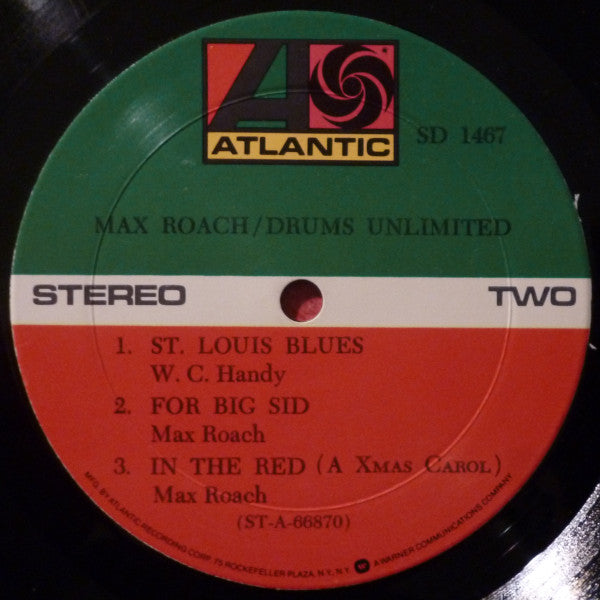 ATLANTIC
SD 1467
MAX ROACH/DRUMS UNLIMITED
STEREO
TWO
1. ST. LOUIS BLUES
W. C. Handy
2. FOR BIG SID
Max Roach
3. IN THE RED (A XMAS CAROL)
Max Roach
(ST-A-66870)
MFG. BY ATLANTIC RECORDING CORP. 75 ROCKEFELLER PLAZA, N.Y., N.Y. A WARNER COMMUNICATIONS COMPANY